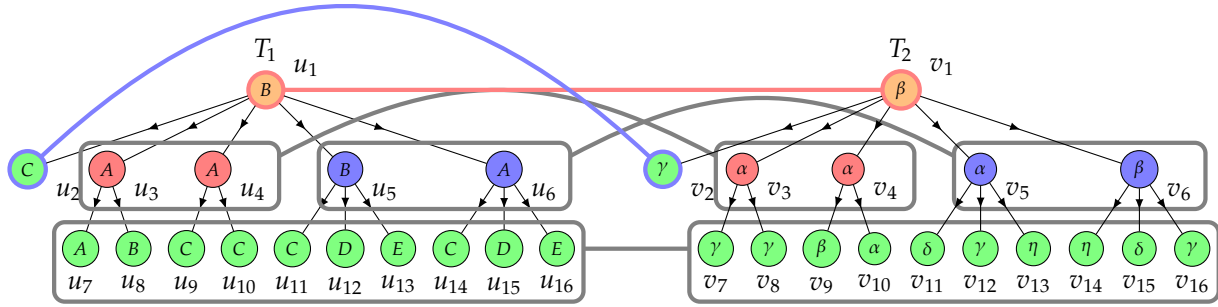 T₁ T₂
u₁ v₁
B β
C A A B A γ α α α β
u₂ u₃ u₄ u₅ u₆ v₂ v₃ v₄ v₅ v₆
A B C C C D E C D E γ γ β α δ γ η η δ γ
u₇ u₈ u₉ u₁₀ u₁₁ u₁₂ u₁₃ u₁₄ u₁₅ u₁₆ v₇ v₈ v₉ v₁₀ v₁₁ v₁₂ v₁₃ v₁₄ v₁₅ v₁₆